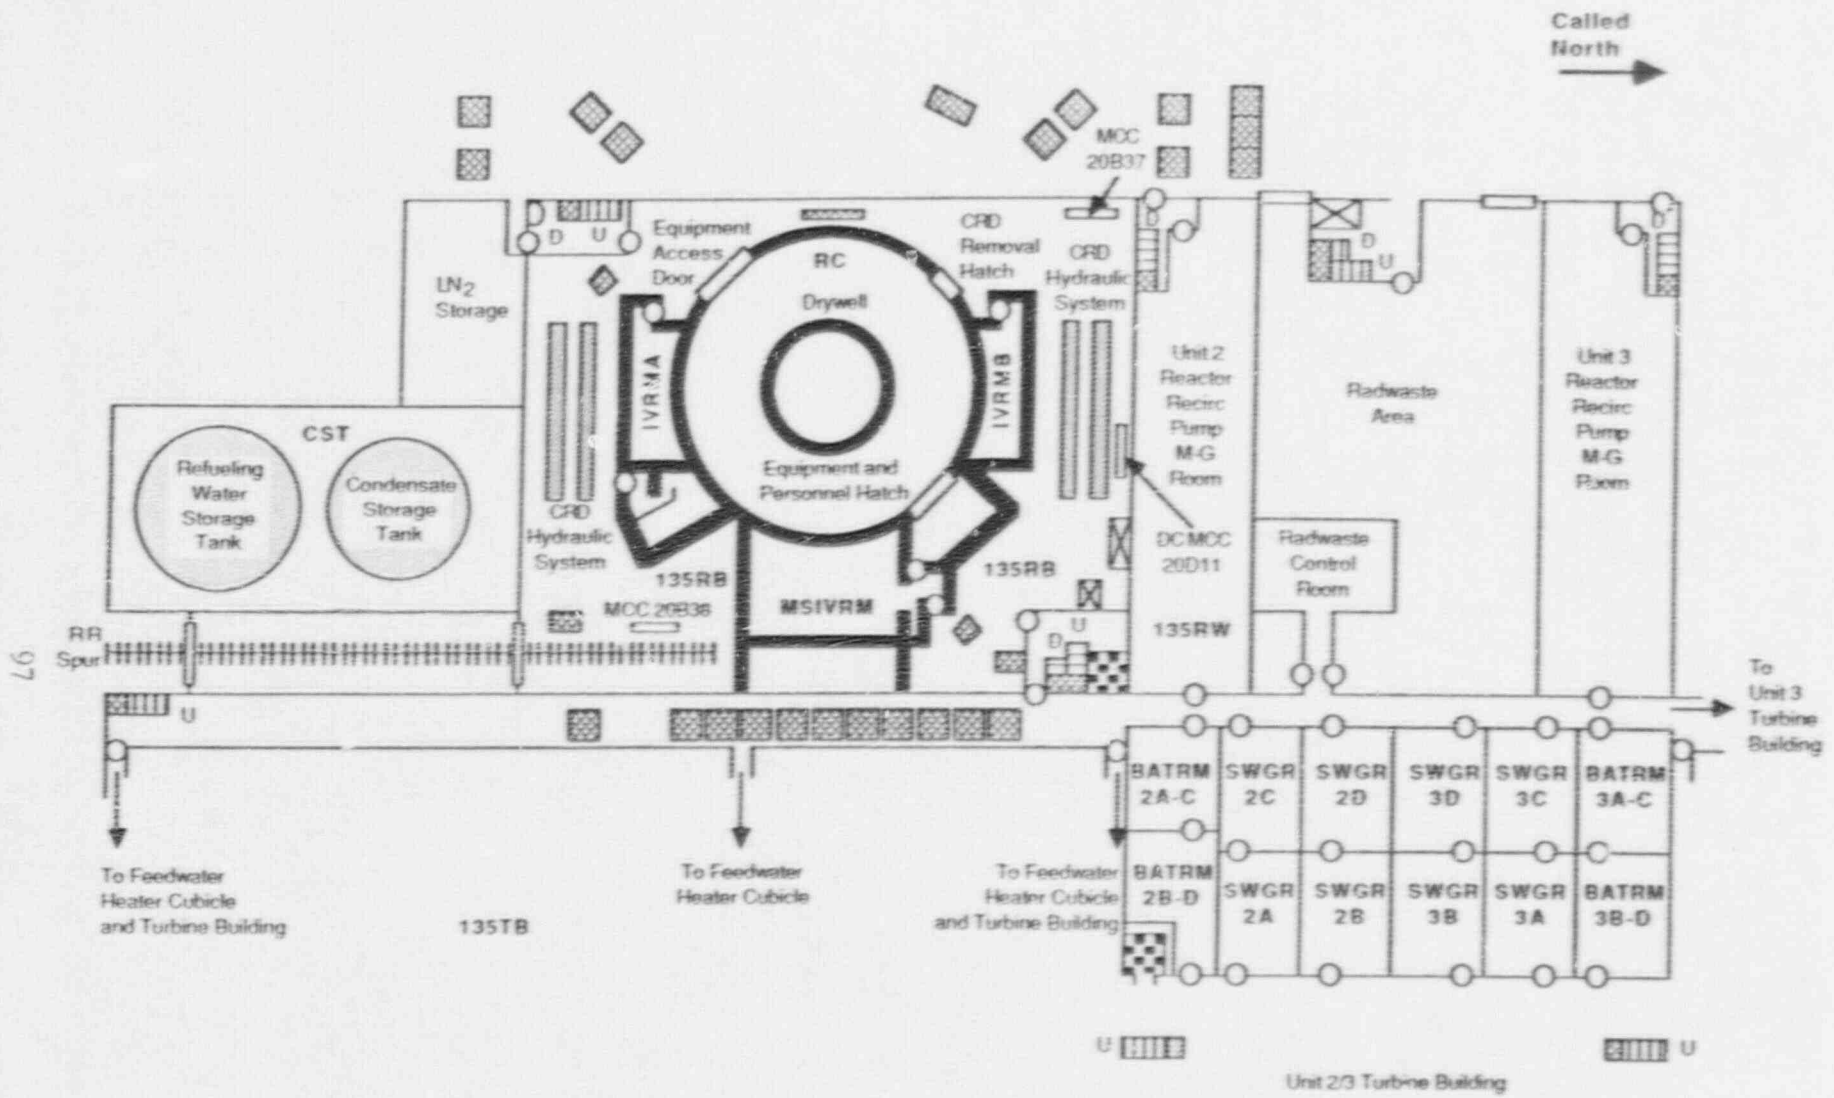 Called
North
MCC
20B37
D
U
Equipment
Access
Door
RC
Drywell
CRD
Removal
Hatch
CRD
Hydraulic
System
D
D
U
D
LN2
Storage
IVRMA
IVRMB
Unit 2
Reactor
Recirc
Pump
M-G
Room
Radwaste
Area
Unit 3
Reactor
Recirc
Pump
M-G
Room
CST
Refueling
Water
Storage
Tank
Condensate
Storage
Tank
Equipment and
Personnel Hatch
CRD
Hydraulic
System
135RB
MCC 20B36
MSIVRM
135RB
DC MCC
20D11
Radwaste
Control
Room
135RW
D
U
RR
Spur
97
U
To
Unit 3
Turbine
Building
BATRM
2A-C
SWGR
2C
SWGR
2D
SWGR
3D
SWGR
3C
BATRM
3A-C
BATRM
2B-D
SWGR
2A
SWGR
2B
SWGR
3B
SWGR
3A
BATRM
3B-D
To Feedwater
Heater Cubicle
and Turbine Building
To Feedwater
Heater Cubicle
To Feedwater
Heater Cubicle
and Turbine Building
135TB
U
U
Unit 2/3 Turbine Building